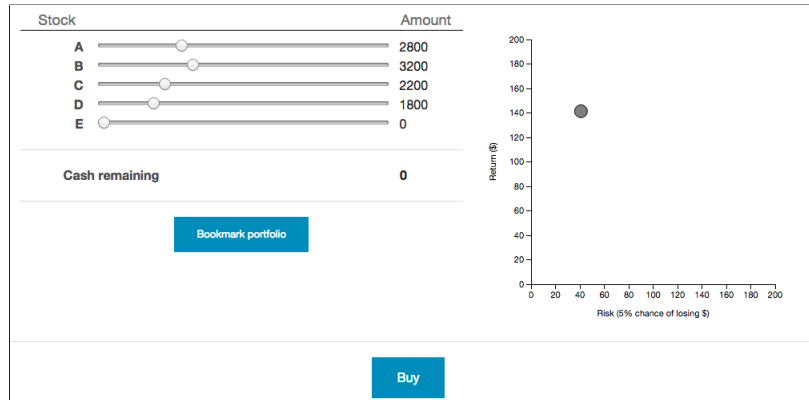 Stock Amount
A 2800
B 3200
C 2200
D 1800
E 0
Cash remaining 0
Bookmark portfolio
Return ($)
200
180
160
140
120
100
80
60
40
20
0
0 20 40 60 80 100 120 140 160 180 200
Risk (5% chance of losing $)
Buy